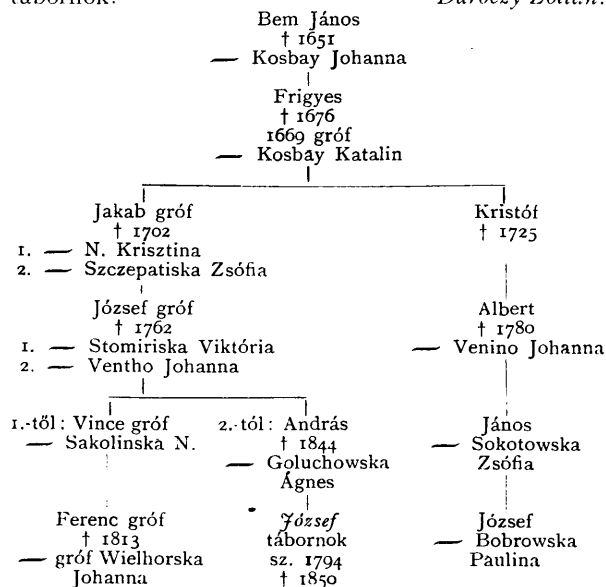 tábornok. Daróczy Zoltán.
Bem János
† 1651
— Kosbay Johanna
Frigyes
† 1676
1669 gróf
— Kosbay Katalin
Jakab gróf
† 1702
1. — N. Krisztina
2. — Szczepatiska Zsófia
Kristóf
† 1725
József gróf
† 1762
1. — Stomiriska Viktória
2. — Ventho Johanna
Albert
† 1780
— Venino Johanna
1.-től: Vince gróf
— Sakolinska N.
2.-tól: András
† 1844
— Goluchowska
Ágnes
János
— Sokotowska
Zsófia
Ferenc gróf
† 1813
— gróf Wielhorska
Johanna
József
tábornok
sz. 1794
† 1850
József
— Bobrowska
Paulina